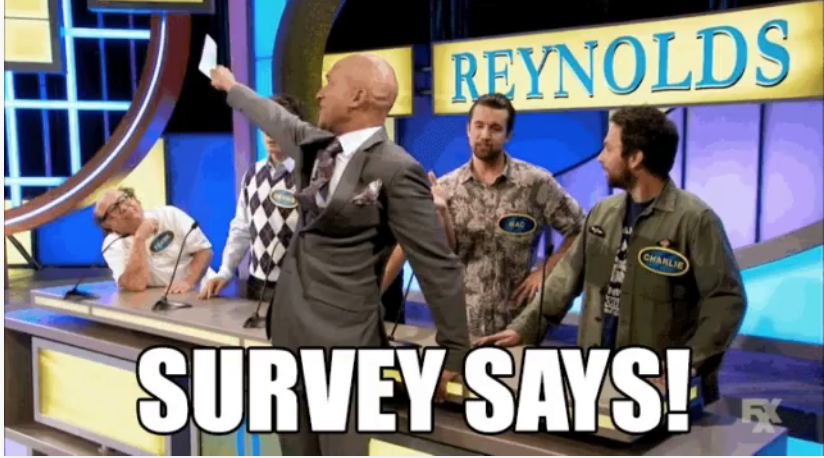 REYNOLDS
MAC
CHARLIE
SURVEY SAYS!
FX